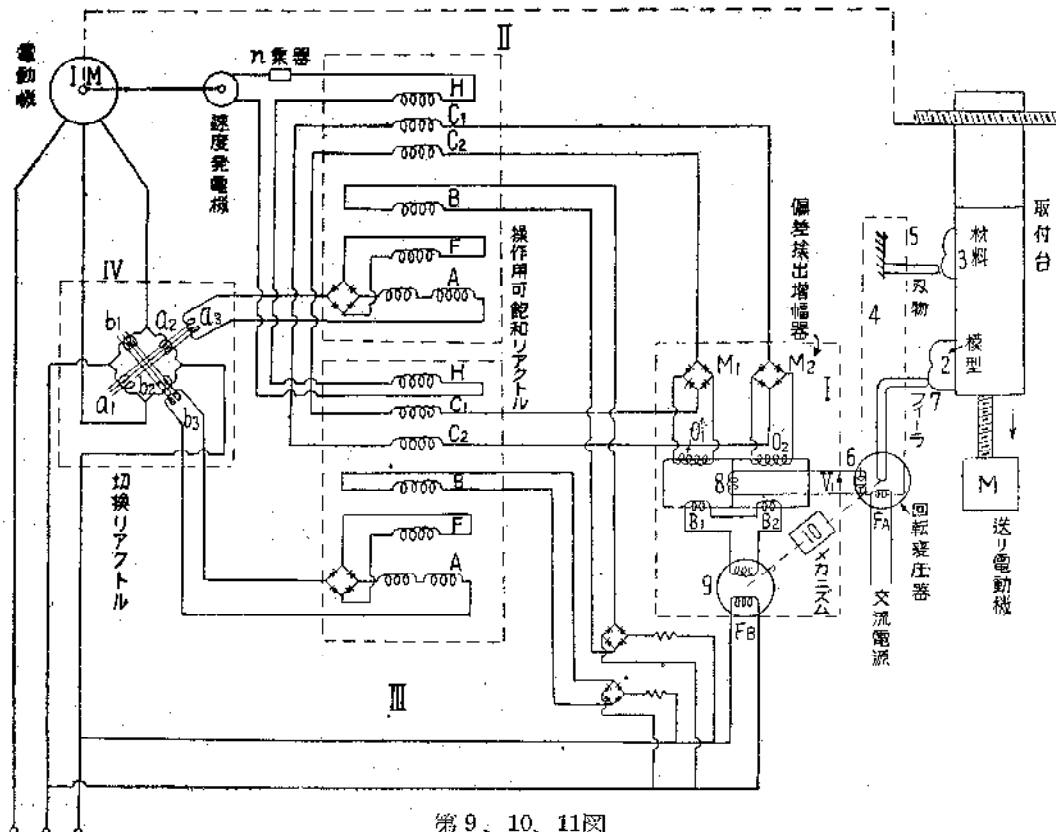 II
電動機
IM
n乗器
速度発電機
H
C1
C2
B
F
A
操作用可飽和リアクトル
IV
b1
a2
a3
a1
b2
b3
切換リアクトル
H
C1
C2
B
F
A
III
偏差検出増幅器
M1
M2
I
O1
O2
8
B1
B2
9
FB
10
メカニズム
V1
6
FA
回転変圧器
交流電源
4
5
刃物
3
材料
2
模型
7
フィーラ
取付台
M
送り電動機
第9、10、11図